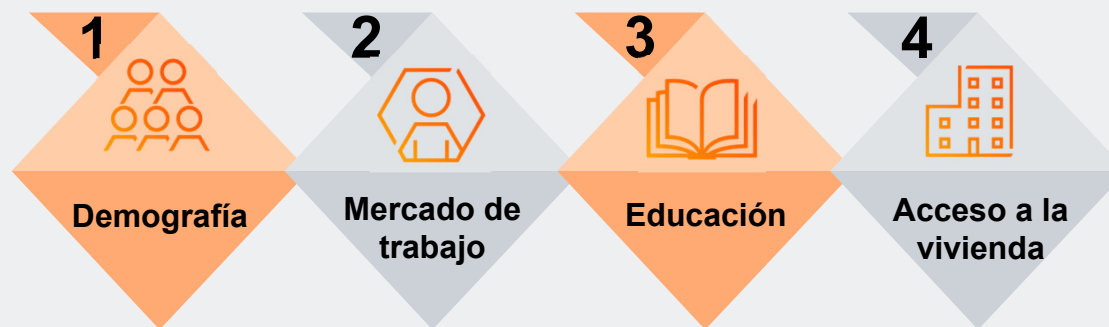 1
Demografía
2
Mercado de
trabajo
3
Educación
4
Acceso a la
vivienda